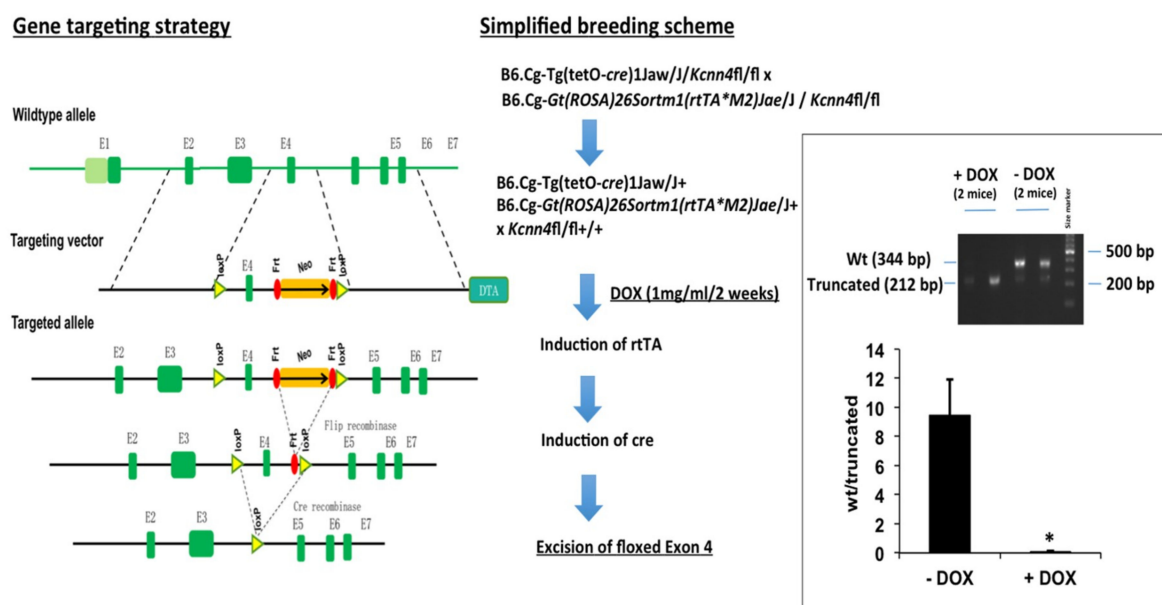 Gene targeting strategy
Wildtype allele
E1 E2 E3 E4 E5 E6 E7
Targeting vector
loxP E4 Frt Neo Frt loxP
DTA
Targeted allele
E2 E3 loxP E4 Frt Neo Frt loxP E5 E6 E7
Flip recombinase
E2 E3 loxP E4 Frt loxP E5 E6 E7
Cre recombinase
E2 E3 loxP E5 E6 E7
Simplified breeding scheme
B6.Cg-Tg(tetO-cre)1Jaw/J/Kcnn4fl/fl x
B6.Cg-Gt(ROSA)26Sortm1(rtTA*M2)Jae/J / Kcnn4fl/fl
B6.Cg-Tg(tetO-cre)1Jaw/J+
B6.Cg-Gt(ROSA)26Sortm1(rtTA*M2)Jae/J+
x Kcnn4fl/fl+/+
DOX (1mg/ml/2 weeks)
Induction of rtTA
Induction of cre
Excision of floxed Exon 4
+ DOX - DOX
(2 mice) (2 mice)
Size marker
Wt (344 bp) 500 bp
Truncated (212 bp) 200 bp
wt/truncated
14
12
10
8
6
4
2
0
*
- DOX + DOX